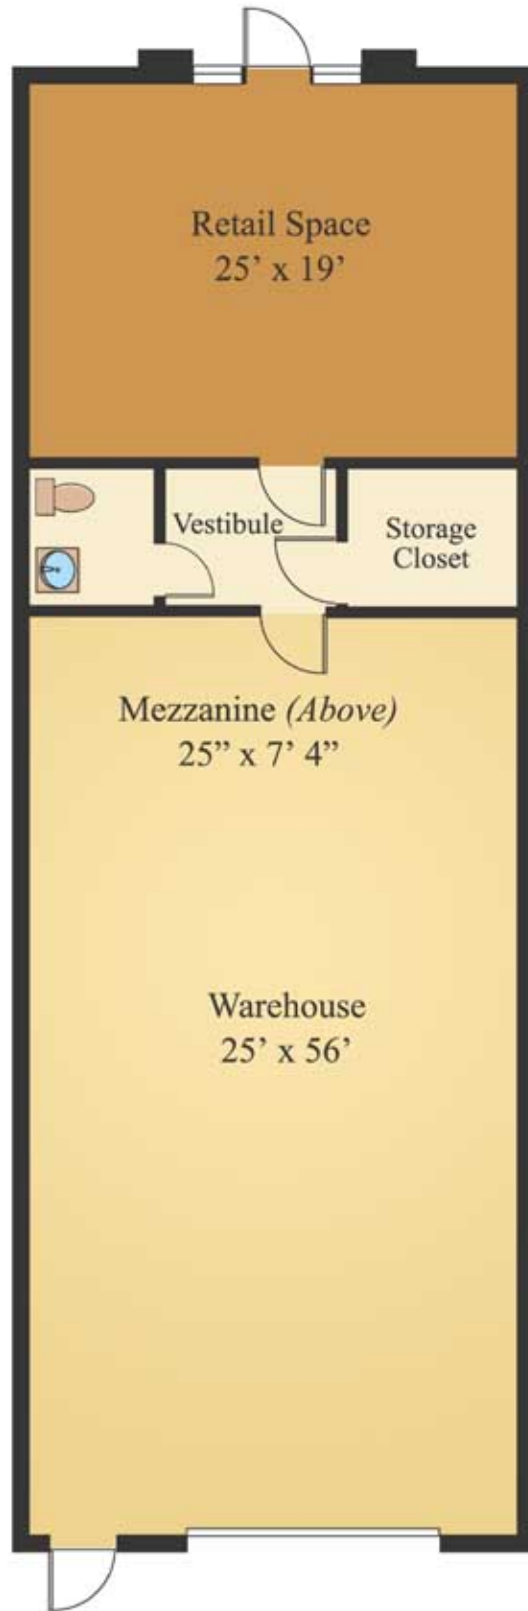 Retail Space
25’ x 19’
Vestibule
Storage
Closet
Mezzanine (Above)
25” x 7’ 4”
Warehouse
25’ x 56’